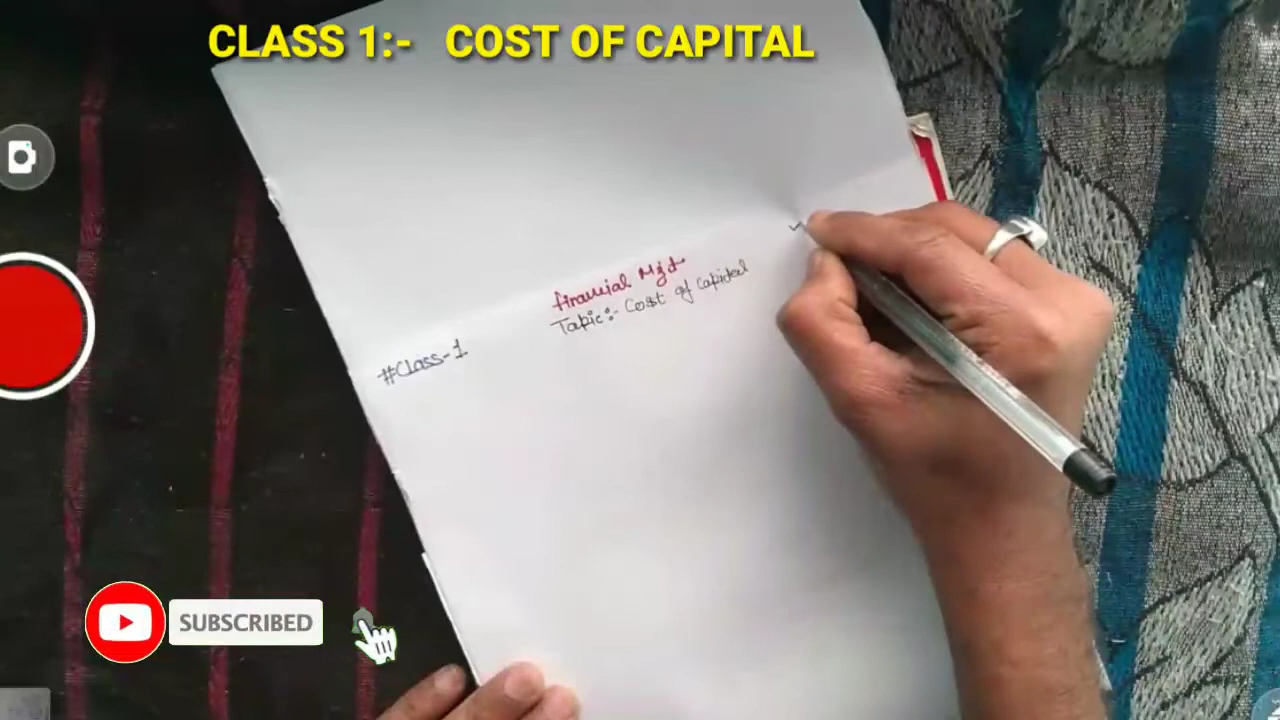 CLASS 1:- COST OF CAPITAL
financial Mgt
Topic:- Cost of capital
#Class-1
SUBSCRIBED